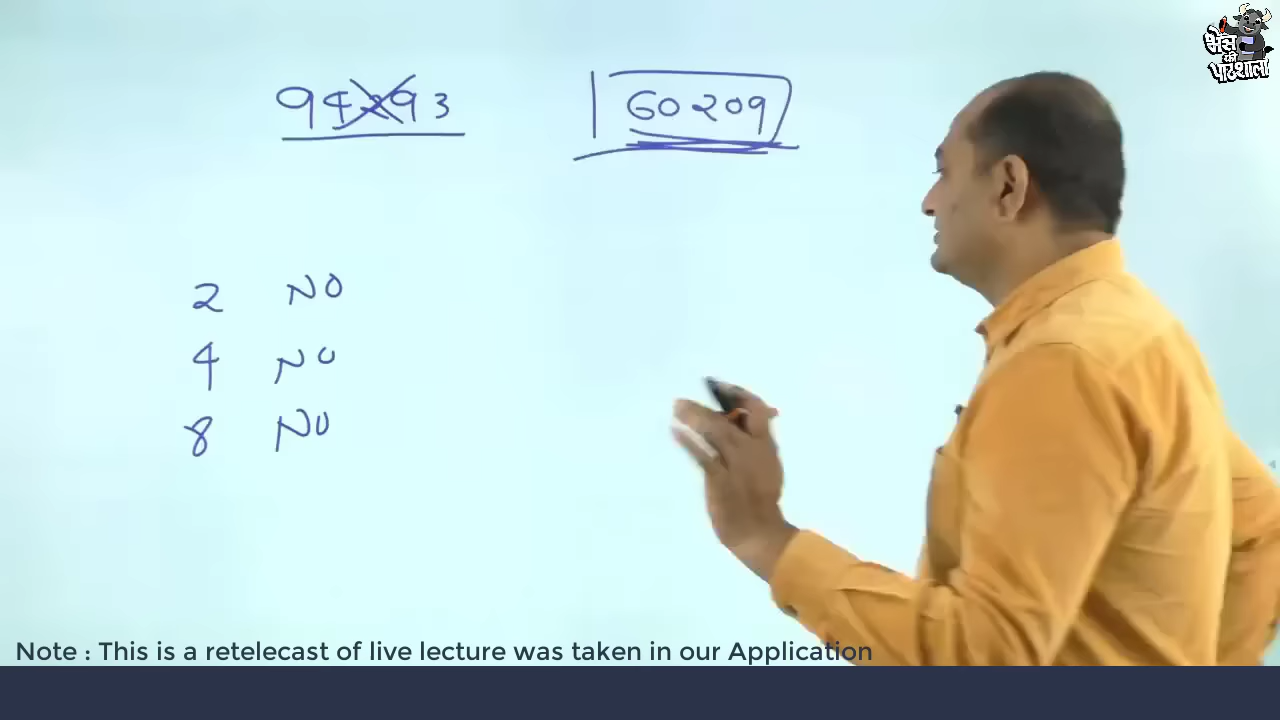 94293
60209
2 NO
4 NO
8 NO
भैंस
की
पाठशाला
Note : This is a retelecast of live lecture was taken in our Application